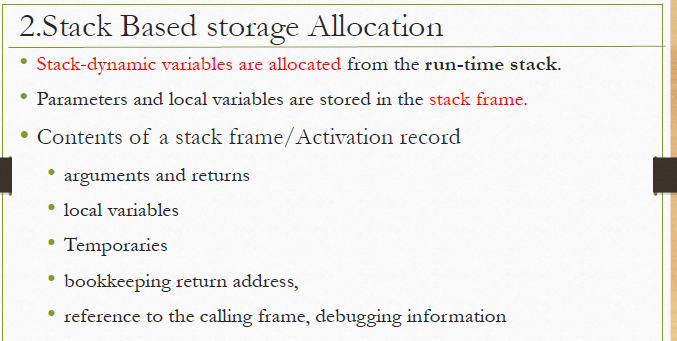 2.Stack Based storage Allocation
• Stack-dynamic variables are allocated from the run-time stack.
• Parameters and local variables are stored in the stack frame.
• Contents of a stack frame/Activation record
• arguments and returns
• local variables
• Temporaries
• bookkeeping return address,
• reference to the calling frame, debugging information